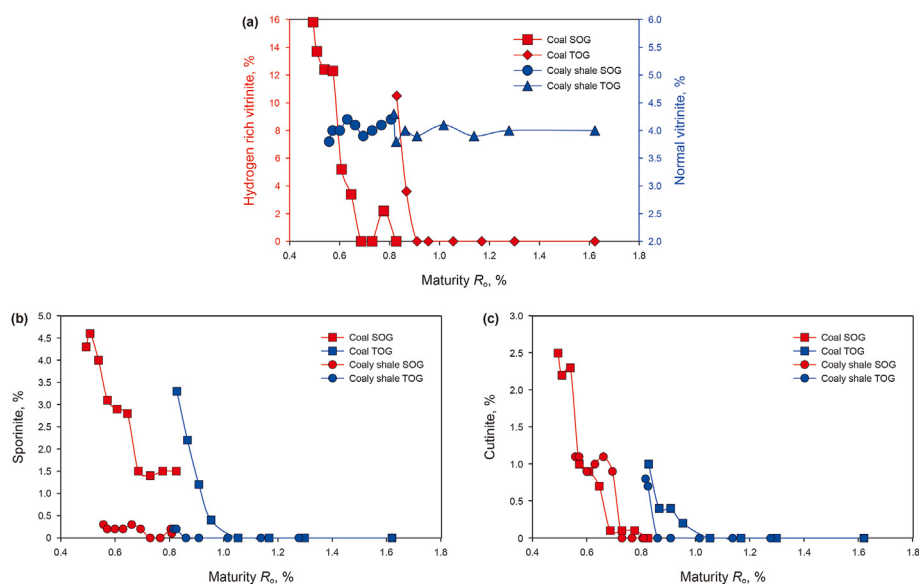 (a)
Hydrogen rich vitrinite, %
16
14
12
10
8
6
4
2
0
6.0
5.5
5.0
4.5
4.0
3.5
3.0
2.5
2.0
Normal vitrinite, %
Coal SOG
Coal TOG
Coaly shale SOG
Coaly shale TOG
0.4 0.6 0.8 1.0 1.2 1.4 1.6 1.8
Maturity Rₒ, %
(b)
Sporinite, %
5.0
4.5
4.0
3.5
3.0
2.5
2.0
1.5
1.0
0.5
0
Coal SOG
Coal TOG
Coaly shale SOG
Coaly shale TOG
0.4 0.6 0.8 1.0 1.2 1.4 1.6 1.8
Maturity Rₒ, %
(c)
Cutinite, %
3.0
2.5
2.0
1.5
1.0
0.5
0
Coal SOG
Coal TOG
Coaly shale SOG
Coaly shale TOG
0.4 0.6 0.8 1.0 1.2 1.4 1.6 1.8
Maturity Rₒ, %